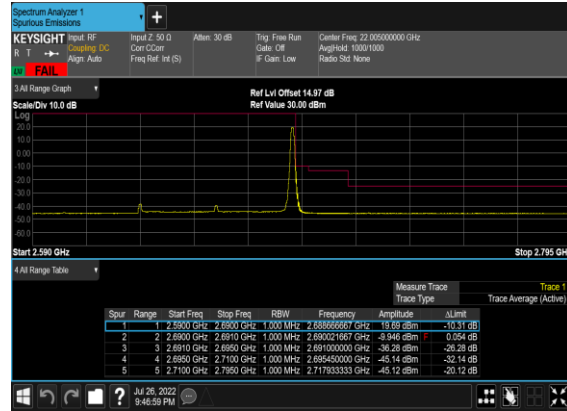 Spectrum Analyzer 1
Spurious Emissions
KEYSIGHT Input: RF Input Z: 50 Ω Atten: 30 dB Trig: Free Run Center Freq: 22.005000000 GHz
R T Coupling: DC Corr CCorr Gate: Off Avg|Hold: 1000/1000
Align: Auto Freq Ref: Int (S) IF Gain: Low Radio Std: None
FAIL
3 All Range Graph Ref Lvl Offset 14.97 dB
Scale/Div 10.0 dB Ref Value 30.00 dBm
Log
20.0
10.0
0.00
-10.0
-20.0
-30.0
-40.0
-50.0
-60.0
Start 2.590 GHz Stop 2.795 GH
4 All Range Table
Measure Trace Trace 1
Trace Type Trace Average (Active)
Spur Range Start Freq Stop Freq RBW Frequency Amplitude ΔLimit
1 1 2.5900 GHz 2.6900 GHz 1.000 MHz 2.688666667 GHz 19.69 dBm -10.31 dB
2 2 2.6900 GHz 2.6910 GHz 1.000 MHz 2.690021667 GHz -9.946 dBm F 0.054 dB
3 3 2.6910 GHz 2.6950 GHz 1.000 MHz 2.691000000 GHz -36.28 dBm -26.28 dB
4 4 2.6950 GHz 2.7100 GHz 1.000 MHz 2.695450000 GHz -45.14 dBm -32.14 dB
5 5 2.7100 GHz 2.7950 GHz 1.000 MHz 2.717933333 GHz -45.12 dBm -20.12 dB
Jul 26, 2022
9:46:59 PM